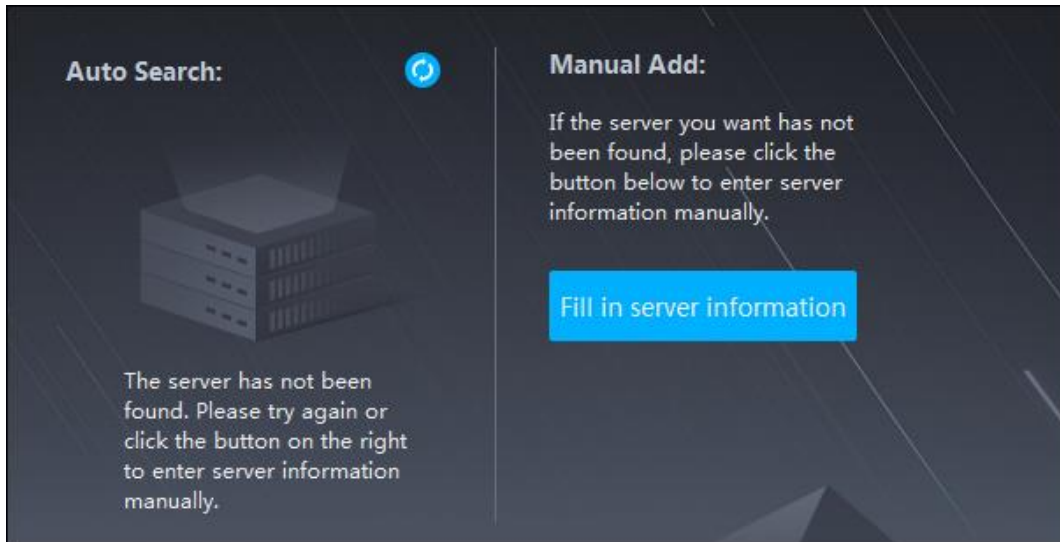 Auto Search:
The server has not been
found. Please try again or
click the button on the right
to enter server information
manually.
Manual Add:
If the server you want has not
been found, please click the
button below to enter server
information manually.
Fill in server information